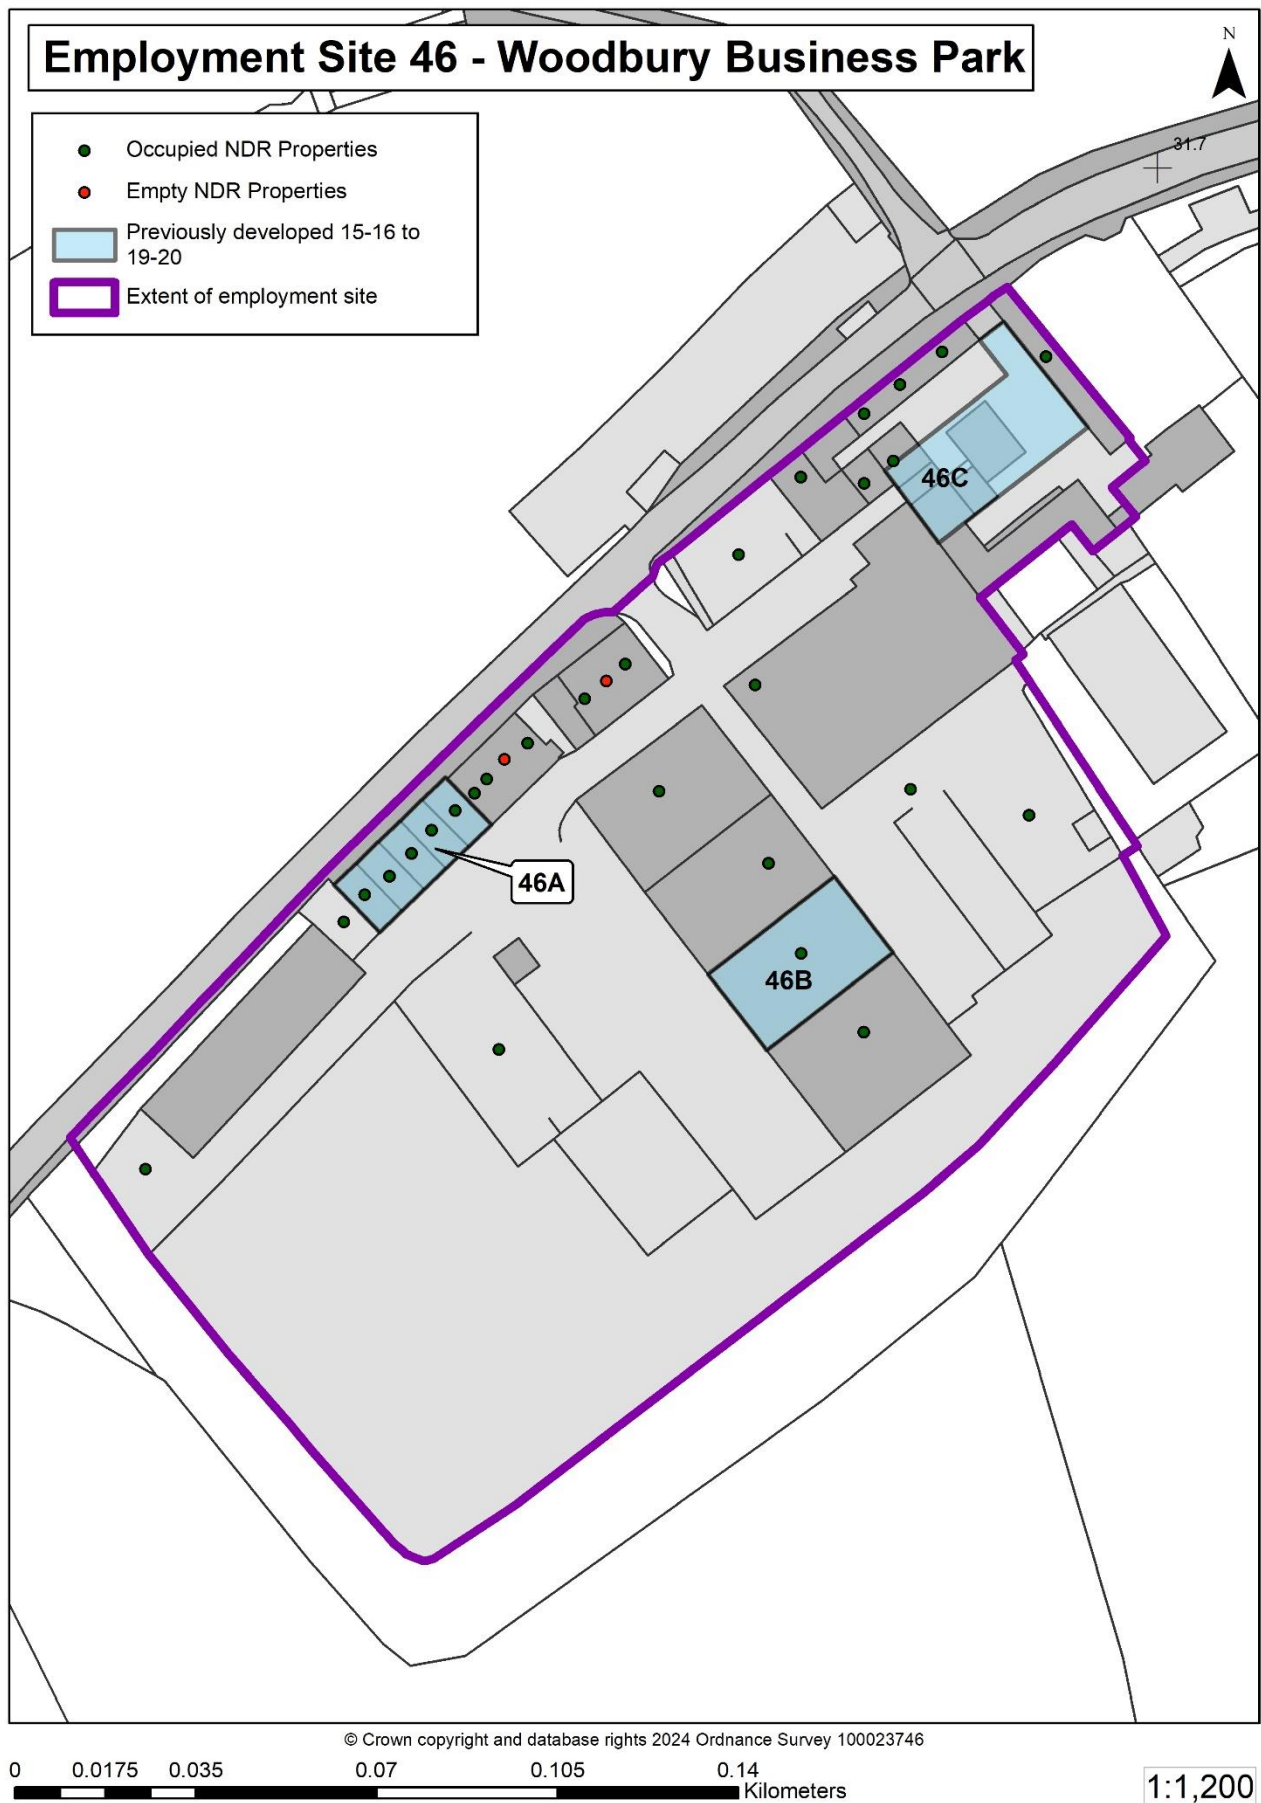 Employment Site 46 - Woodbury Business Park
N
Occupied NDR Properties
Empty NDR Properties
Previously developed 15-16 to
19-20
Extent of employment site
31.7
46C
46A
46B
© Crown copyright and database rights 2024 Ordnance Survey 100023746
0 0.0175 0.035 0.07 0.105 0.14
Kilometers
1:1,200